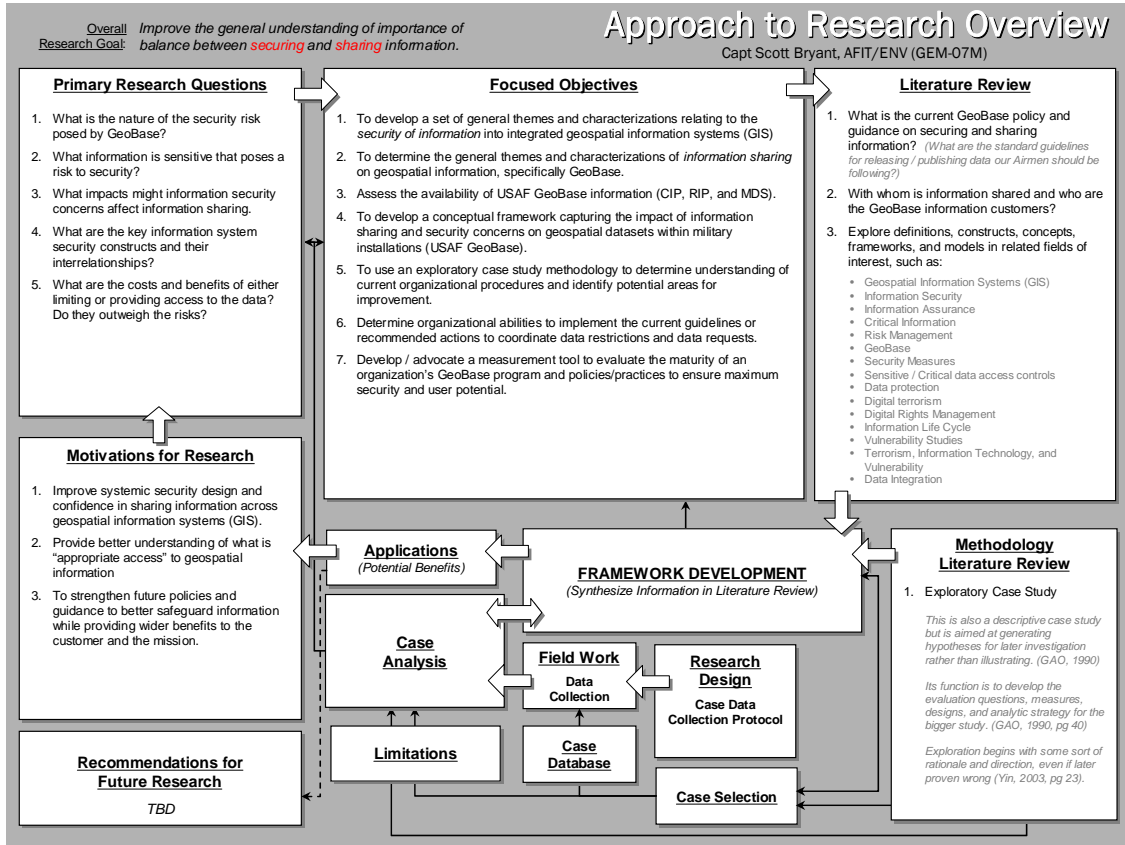 Overall
Research Goal:
Improve the general understanding of importance of
balance between securing and sharing information.
Approach to Research Overview
Capt Scott Bryant, AFIT/ENV (GEM-07M)
Primary Research Questions
1. What is the nature of the security risk
posed by GeoBase?
2. What information is sensitive that poses a
risk to security?
3. What impacts might information security
concerns affect information sharing.
4. What are the key information system
security constructs and their
interrelationships?
5. What are the costs and benefits of either
limiting or providing access to the data?
Do they outweigh the risks?
Focused Objectives
1. To develop a set of general themes and characterizations relating to the
security of information into integrated geospatial information systems (GIS)
2. To determine the general themes and characterizations of information sharing
on geospatial information, specifically GeoBase.
3. Assess the availability of USAF GeoBase information (CIP, RIP, and MDS).
4. To develop a conceptual framework capturing the impact of information
sharing and security concerns on geospatial datasets within military
installations (USAF GeoBase).
5. To use an exploratory case study methodology to determine understanding of
current organizational procedures and identify potential areas for
improvement.
6. Determine organizational abilities to implement the current guidelines or
recommended actions to coordinate data restrictions and data requests.
7. Develop / advocate a measurement tool to evaluate the maturity of an
organization's GeoBase program and policies/practices to ensure maximum
security and user potential.
Literature Review
1. What is the current GeoBase policy and
guidance on securing and sharing
information? (What are the standard guidelines
for releasing / publishing data our Airmen should be
following?)
2. With whom is information shared and who are
the GeoBase information customers?
3. Explore definitions, constructs, concepts,
frameworks, and models in related fields of
interest, such as:
• Geospatial Information Systems (GIS)
• Information Security
• Information Assurance
• Critical Information
• Risk Management
• GeoBase
• Security Measures
• Sensitive / Critical data access controls
• Data protection
• Digital terrorism
• Digital Rights Management
• Information Life Cycle
• Vulnerability Studies
• Terrorism, Information Technology, and
Vulnerability
• Data Integration
Motivations for Research
1. Improve systemic security design and
confidence in sharing information across
geospatial information systems (GIS).
2. Provide better understanding of what is
“appropriate access” to geospatial
information
3. To strengthen future policies and
guidance to better safeguard information
while providing wider benefits to the
customer and the mission.
Applications
(Potential Benefits)
FRAMEWORK DEVELOPMENT
(Synthesize Information in Literature Review)
Methodology
Literature Review
1. Exploratory Case Study
This is also a descriptive case study
but is aimed at generating
hypotheses for later investigation
rather than illustrating. (GAO, 1990)
Its function is to develop the
evaluation questions, measures,
designs, and analytic strategy for the
bigger study. (GAO, 1990, pg 40)
Exploration begins with some sort of
rationale and direction, even if later
proven wrong (Yin, 2003, pg 23).
Case
Analysis
Field Work
Data
Collection
Research
Design
Case Data
Collection Protocol
Limitations
Case
Database
Case Selection
Recommendations for
Future Research
TBD